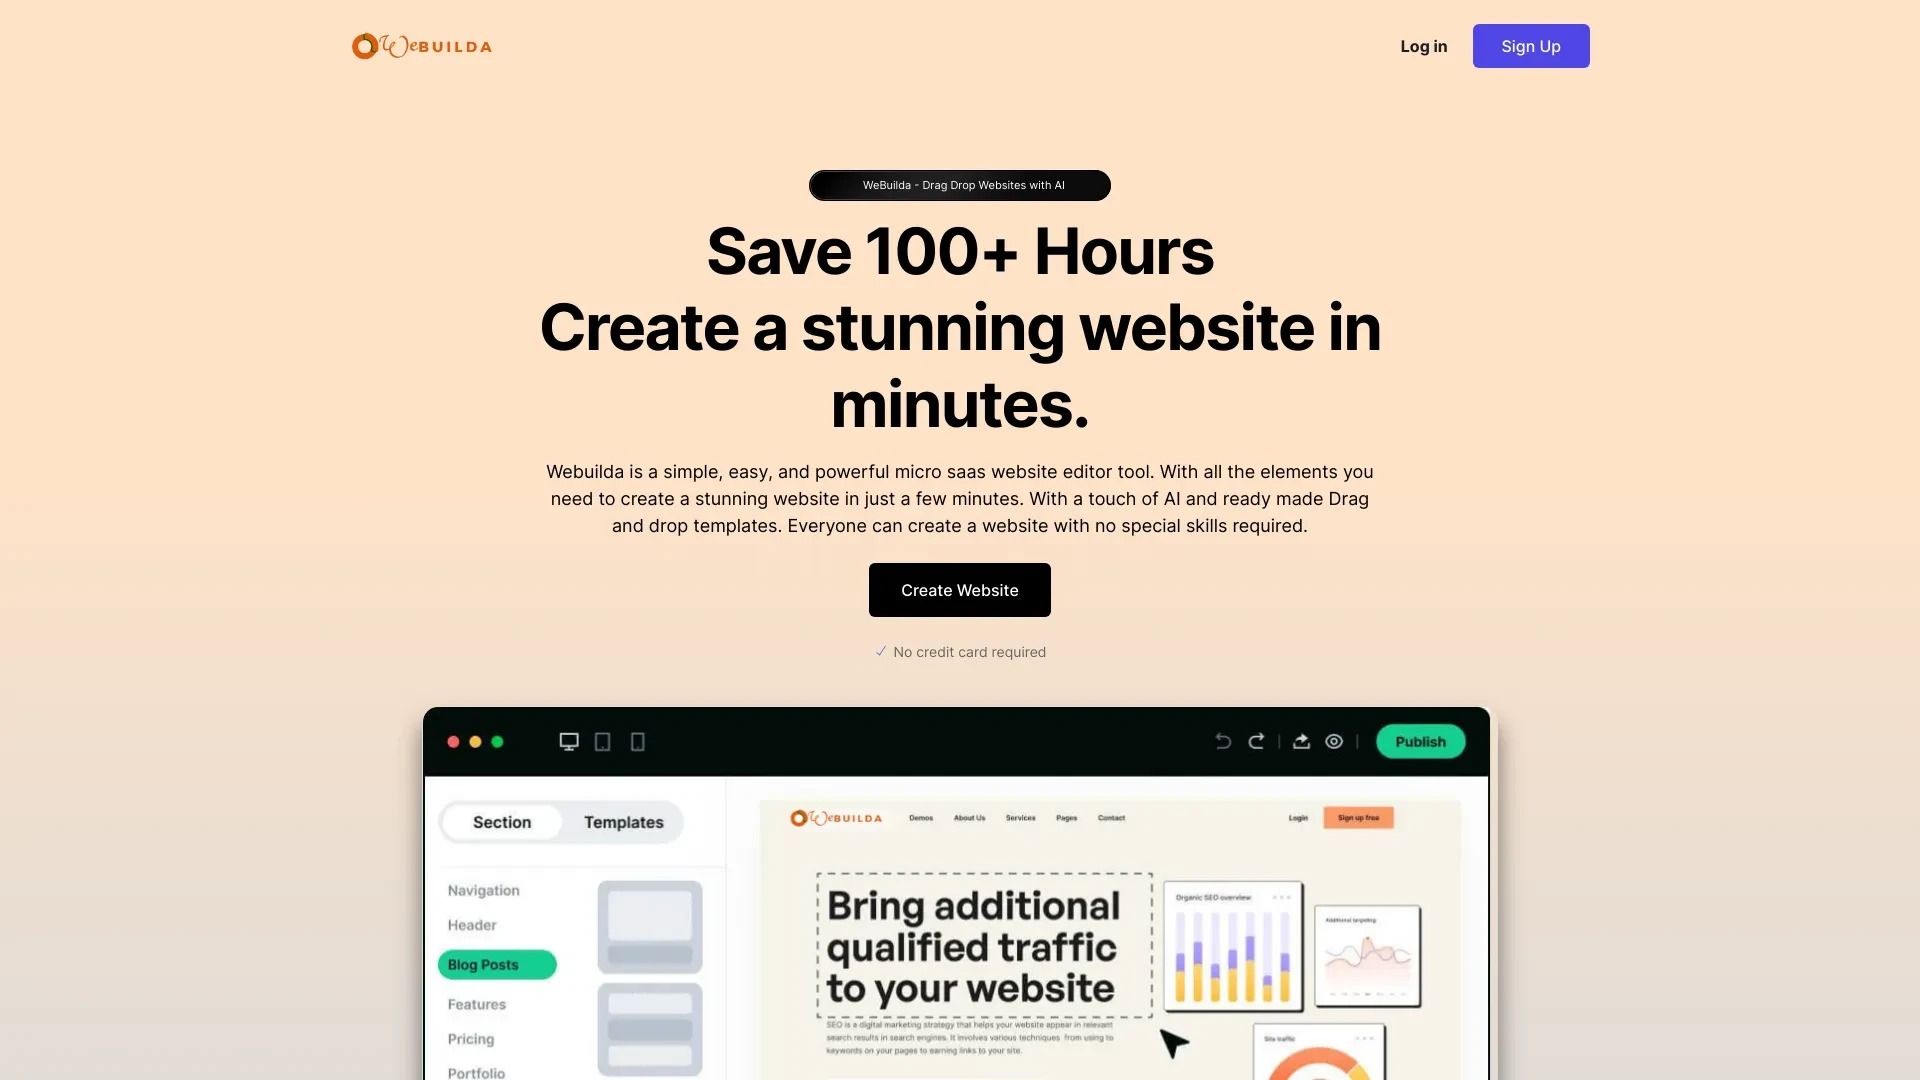 WeBUILDA
Log in
Sign Up
WeBuilda - Drag Drop Websites with AI
Save 100+ Hours
Create a stunning website in
minutes.
Webuilda is a simple, easy, and powerful micro saas website editor tool. With all the elements you
need to create a stunning website in just a few minutes. With a touch of AI and ready made Drag
and drop templates. Everyone can create a website with no special skills required.
Create Website
✓ No credit card required
Publish
Section
Templates
Navigation
Header
Blog Posts
Features
Pricing
Portfolio
WeBUILDA
Demos
About Us
Services
Pages
Contact
Login
Sign up free
Bring additional
qualified traffic
to your website
SEO is a digital marketing strategy that helps your website appear in relevant
search results in search engines. It involves various techniques from using to
keywords on your pages to earning links to your site.
Organic SEO overview
Additional targeting
Site traffic